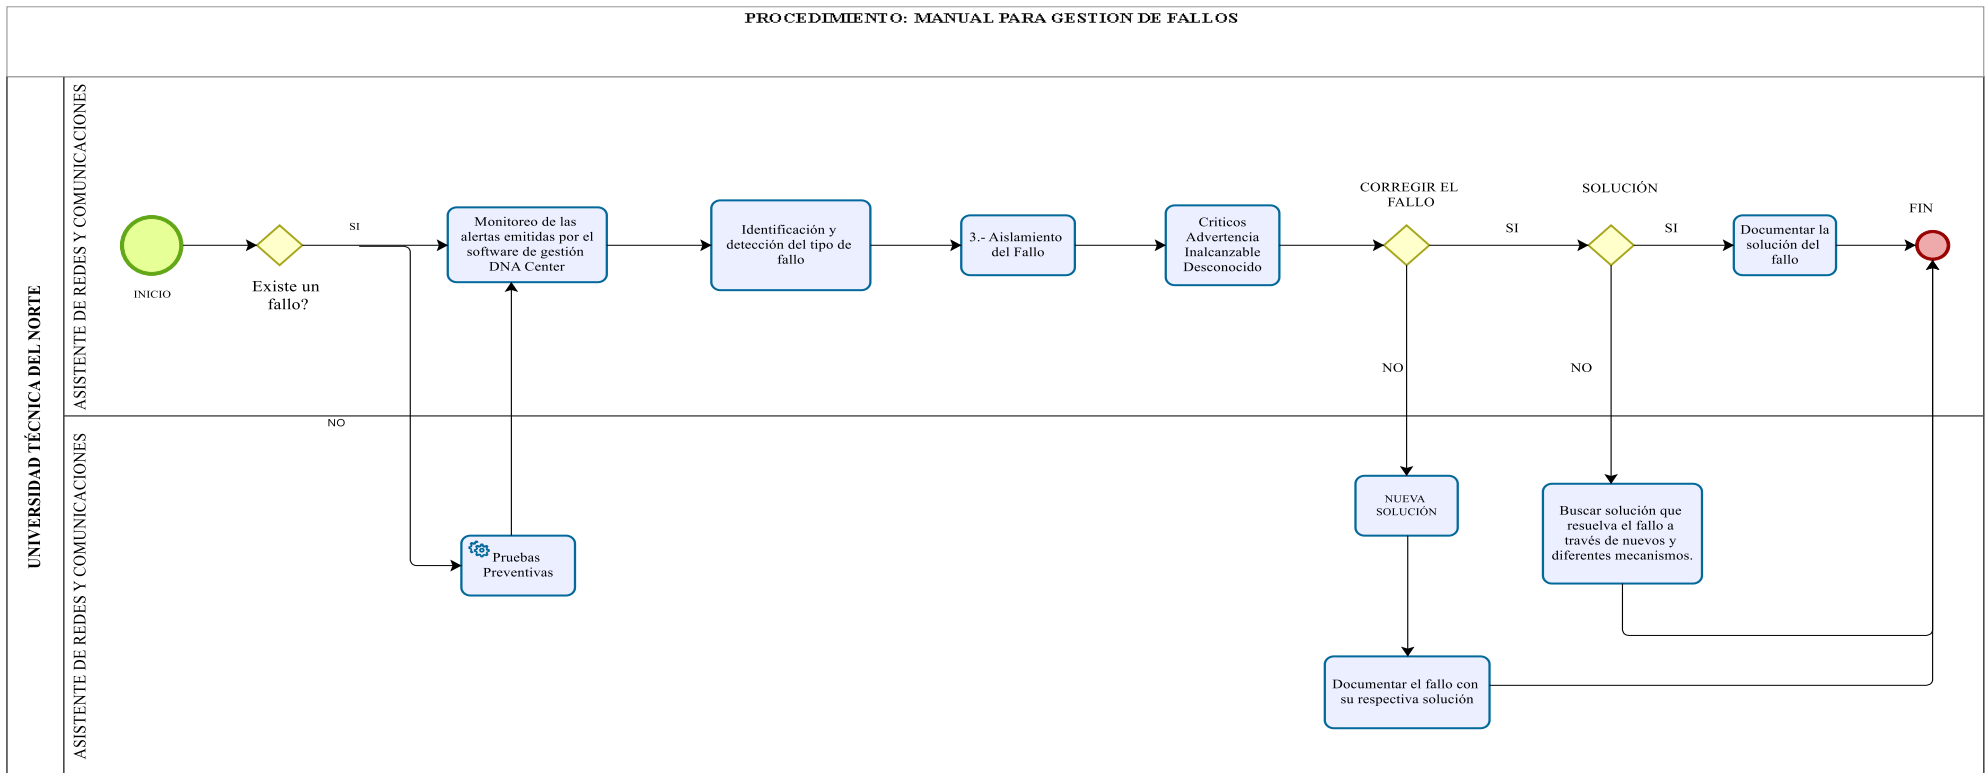 PROCEDIMIENTO: MANUAL PARA GESTION DE FALLOS
UNIVERSIDAD TÉCNICA DEL NORTE
ASISTENTE DE REDES Y COMUNICACIONES
INICIO
Existe un
fallo?
SI
Monitoreo de las
alertas emitidas por el
software de gestión
DNA Center
Identificación y
detección del tipo de
fallo
3.- Aislamiento
del Fallo
Criticos
Advertencia
Inalcanzable
Desconocido
CORREGIR EL
FALLO
SI
SOLUCIÓN
SI
Documentar la
solución del
fallo
FIN
NO
NO
ASISTENTE DE REDES Y COMUNICACIONES
NO
Pruebas
Preventivas
NUEVA
SOLUCIÓN
Buscar solución que
resuelva el fallo a
través de nuevos y
diferentes mecanismos.
Documentar el fallo con
su respectiva solución